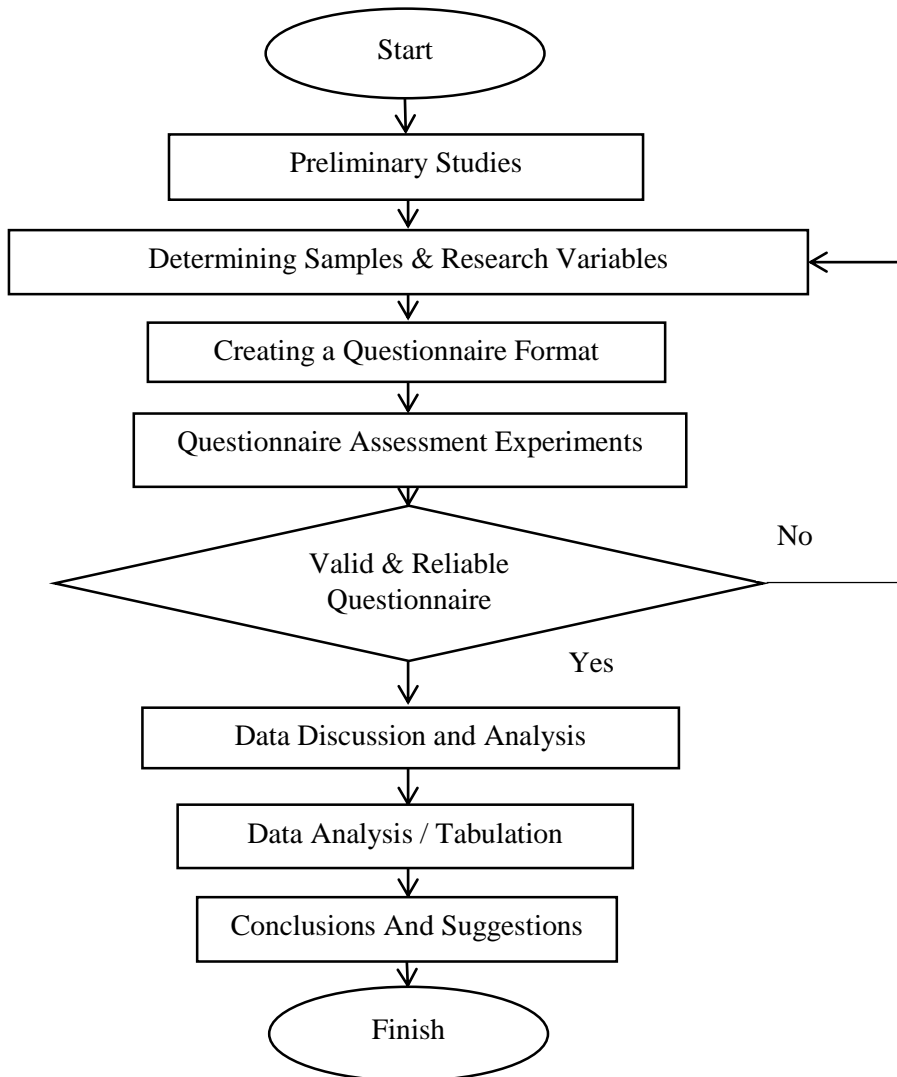 Start
Preliminary Studies
Determining Samples & Research Variables
Creating a Questionnaire Format
Questionnaire Assessment Experiments
No
Valid & Reliable
Questionnaire
Yes
Data Discussion and Analysis
Data Analysis / Tabulation
Conclusions And Suggestions
Finish